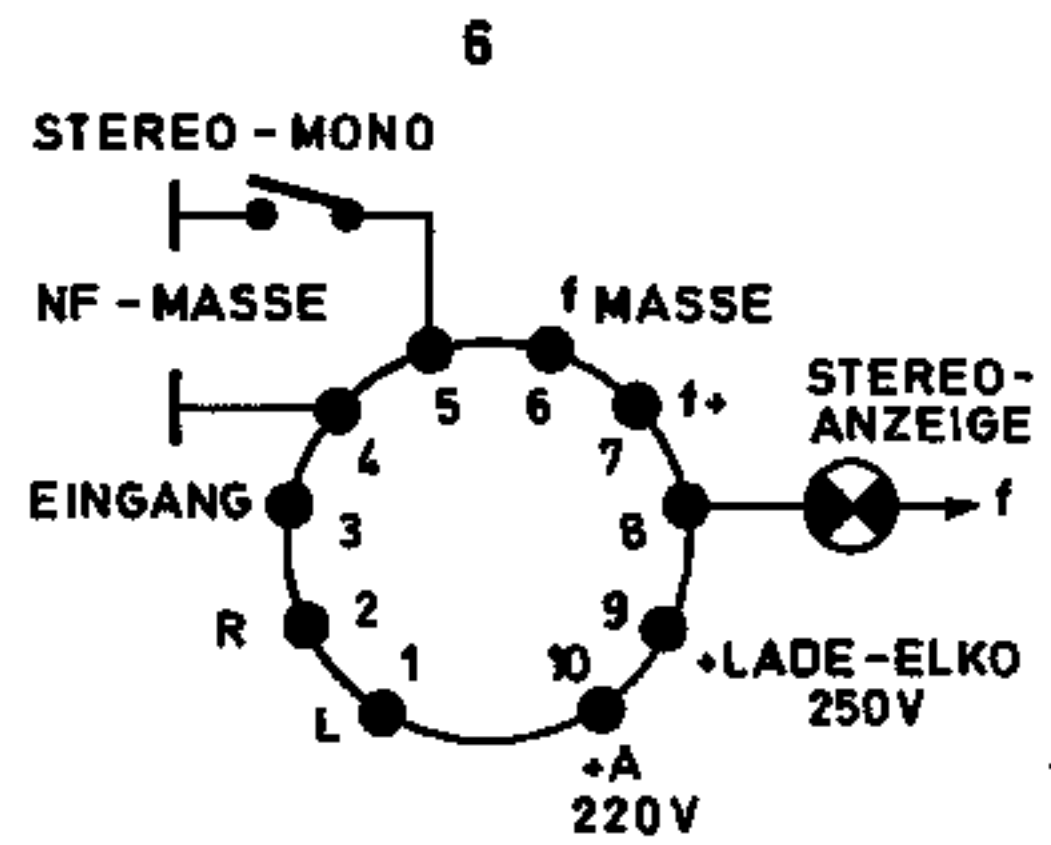 6
STEREO - MONO
NF - MASSE
f MASSE
STEREO-
ANZEIGE
f+
5
6
4
7
EINGANG
3
8
f
2
9
R
1
10
+LADE-ELKO
250V
L
+A
220V